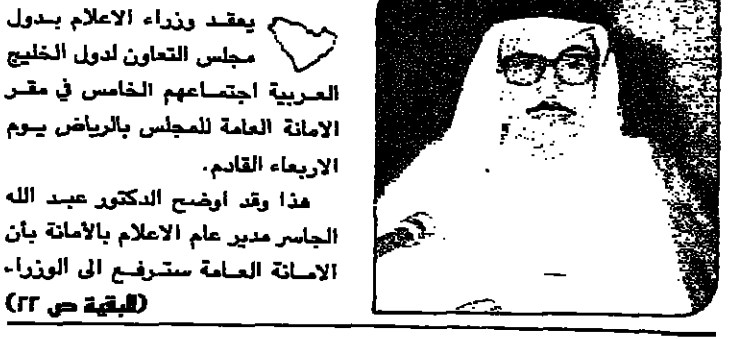 يعقد وزراء الاعلام بدول
مجلس التعاون لدول الخليج
العربية اجتماعهم الخامس في مقر
الامانة العامة للمجلس بالرياض يوم
الاربعاء القادم.
هذا وقد اوضح الدكتور عبد الله
الجاسر مدير عام الاعلام بالأمانة بأن
الامانة العامة سترفع الى الوزراء
(البقية ص ٢٢)